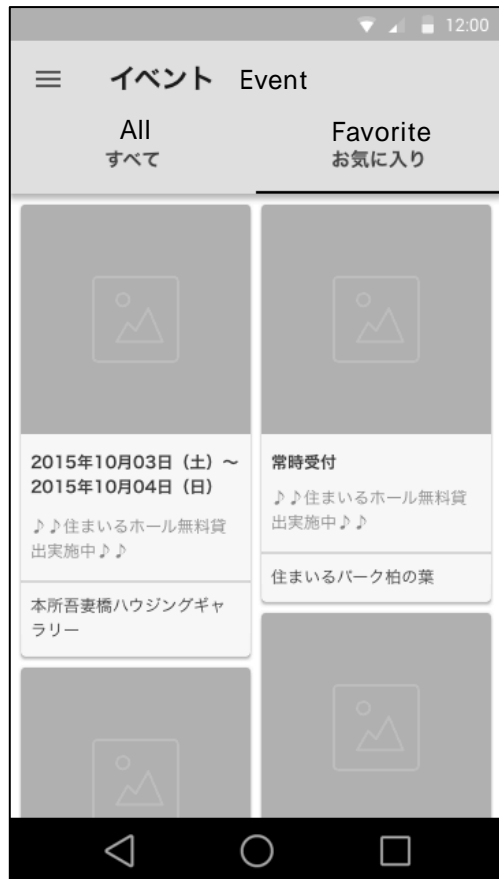 12:00
イベント Event
All Favorite
すべて お気に入り
2015年10月03日（土）～
2015年10月04日（日）
♪♪住まいるホール無料貸
出実施中♪♪
本所吾妻橋ハウジングギャ
ラリー
常時受付
♪♪住まいるホール無料貸
出実施中♪♪
住まいるパーク柏の葉